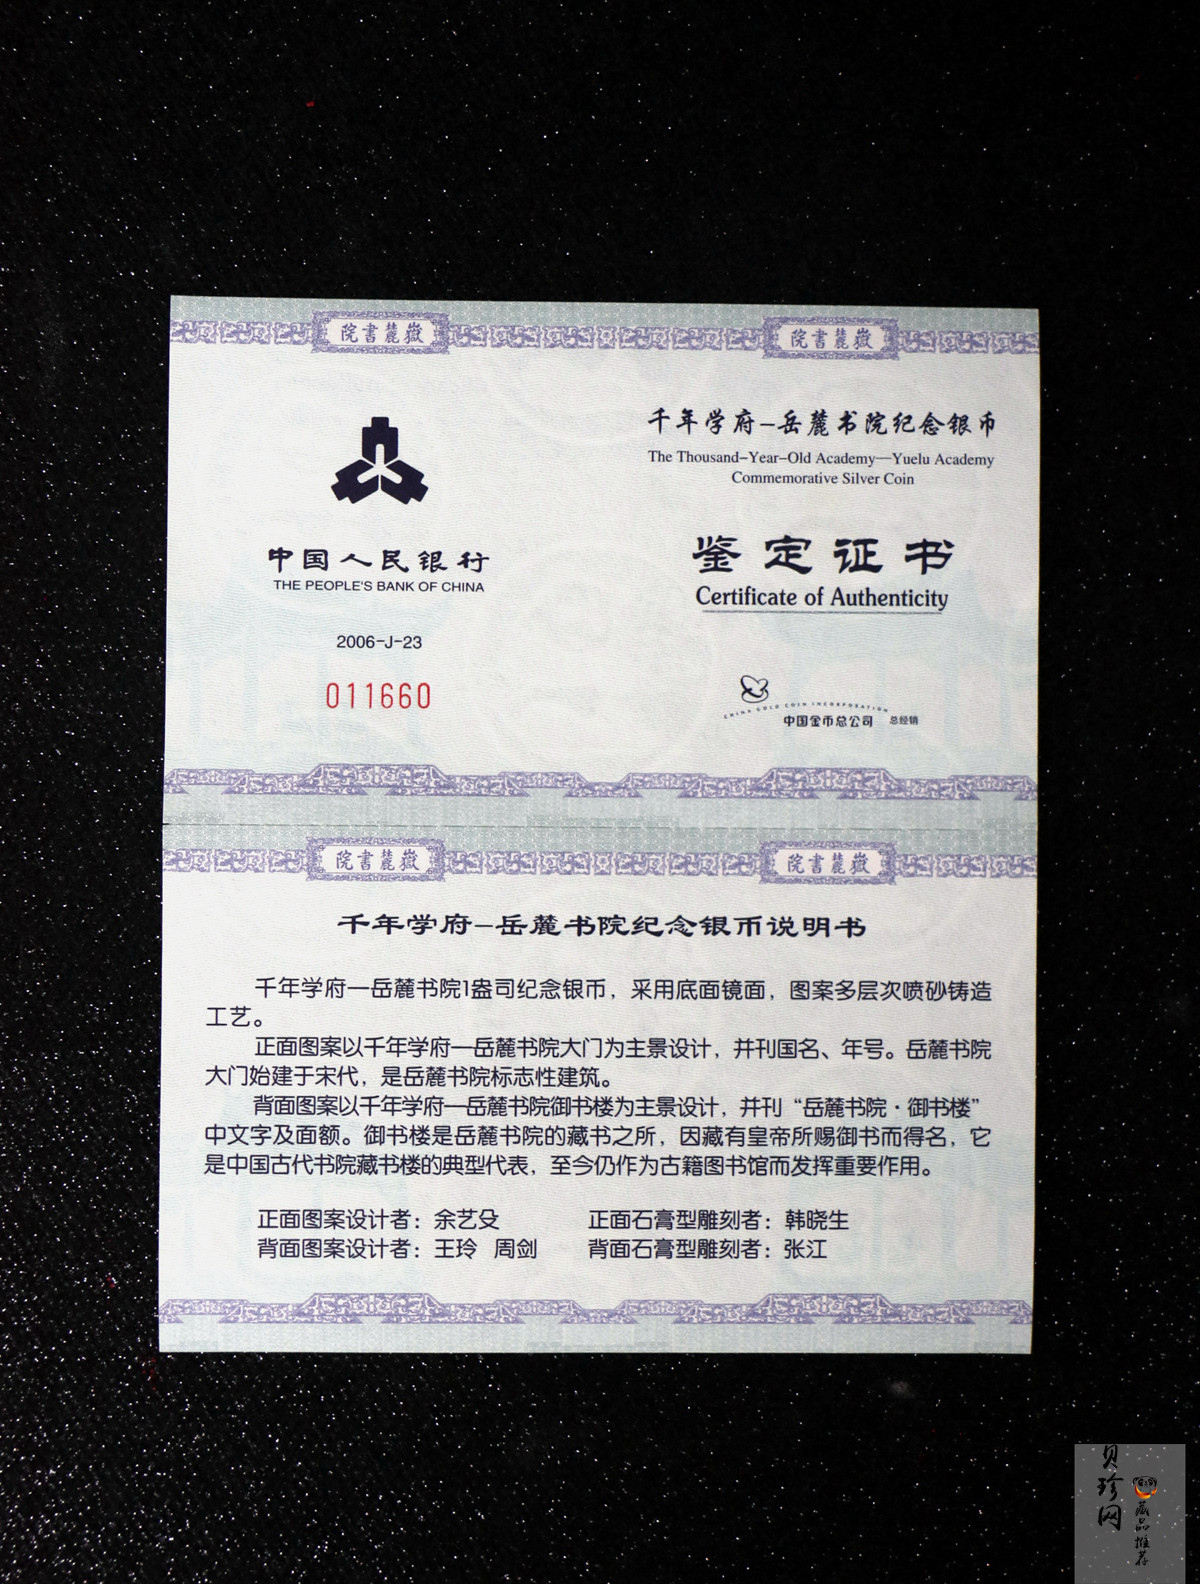 院書麓嶽
院書麓嶽
中国人民银行
THE PEOPLE'S BANK OF CHINA
2006-J-23
011660
千年学府—岳麓书院纪念银币
The Thousand-Year-Old Academy—Yuelu Academy
Commemorative Silver Coin
鉴定证书
Certificate of Authenticity
CHINA GOLD COIN INCORPORATION
中国金币总公司 总经销
院書麓嶽
院書麓嶽
千年学府—岳麓书院纪念银币说明书
千年学府—岳麓书院1盎司纪念银币，采用底面镜面，图案多层次喷砂铸造
工艺。
正面图案以千年学府—岳麓书院大门为主景设计，并刊国名、年号。岳麓书院
大门始建于宋代，是岳麓书院标志性建筑。
背面图案以千年学府—岳麓书院御书楼为主景设计，并刊“岳麓书院·御书楼”
中文字及面额。御书楼是岳麓书院的藏书之所，因藏有皇帝所赐御书而得名，它
是中国古代书院藏书楼的典型代表，至今仍作为古籍图书馆而发挥重要作用。
正面图案设计者：余艺殳 正面石膏型雕刻者：韩晓生
背面图案设计者：王玲 周剑 背面石膏型雕刻者：张江
贝珍网
藏品推荐